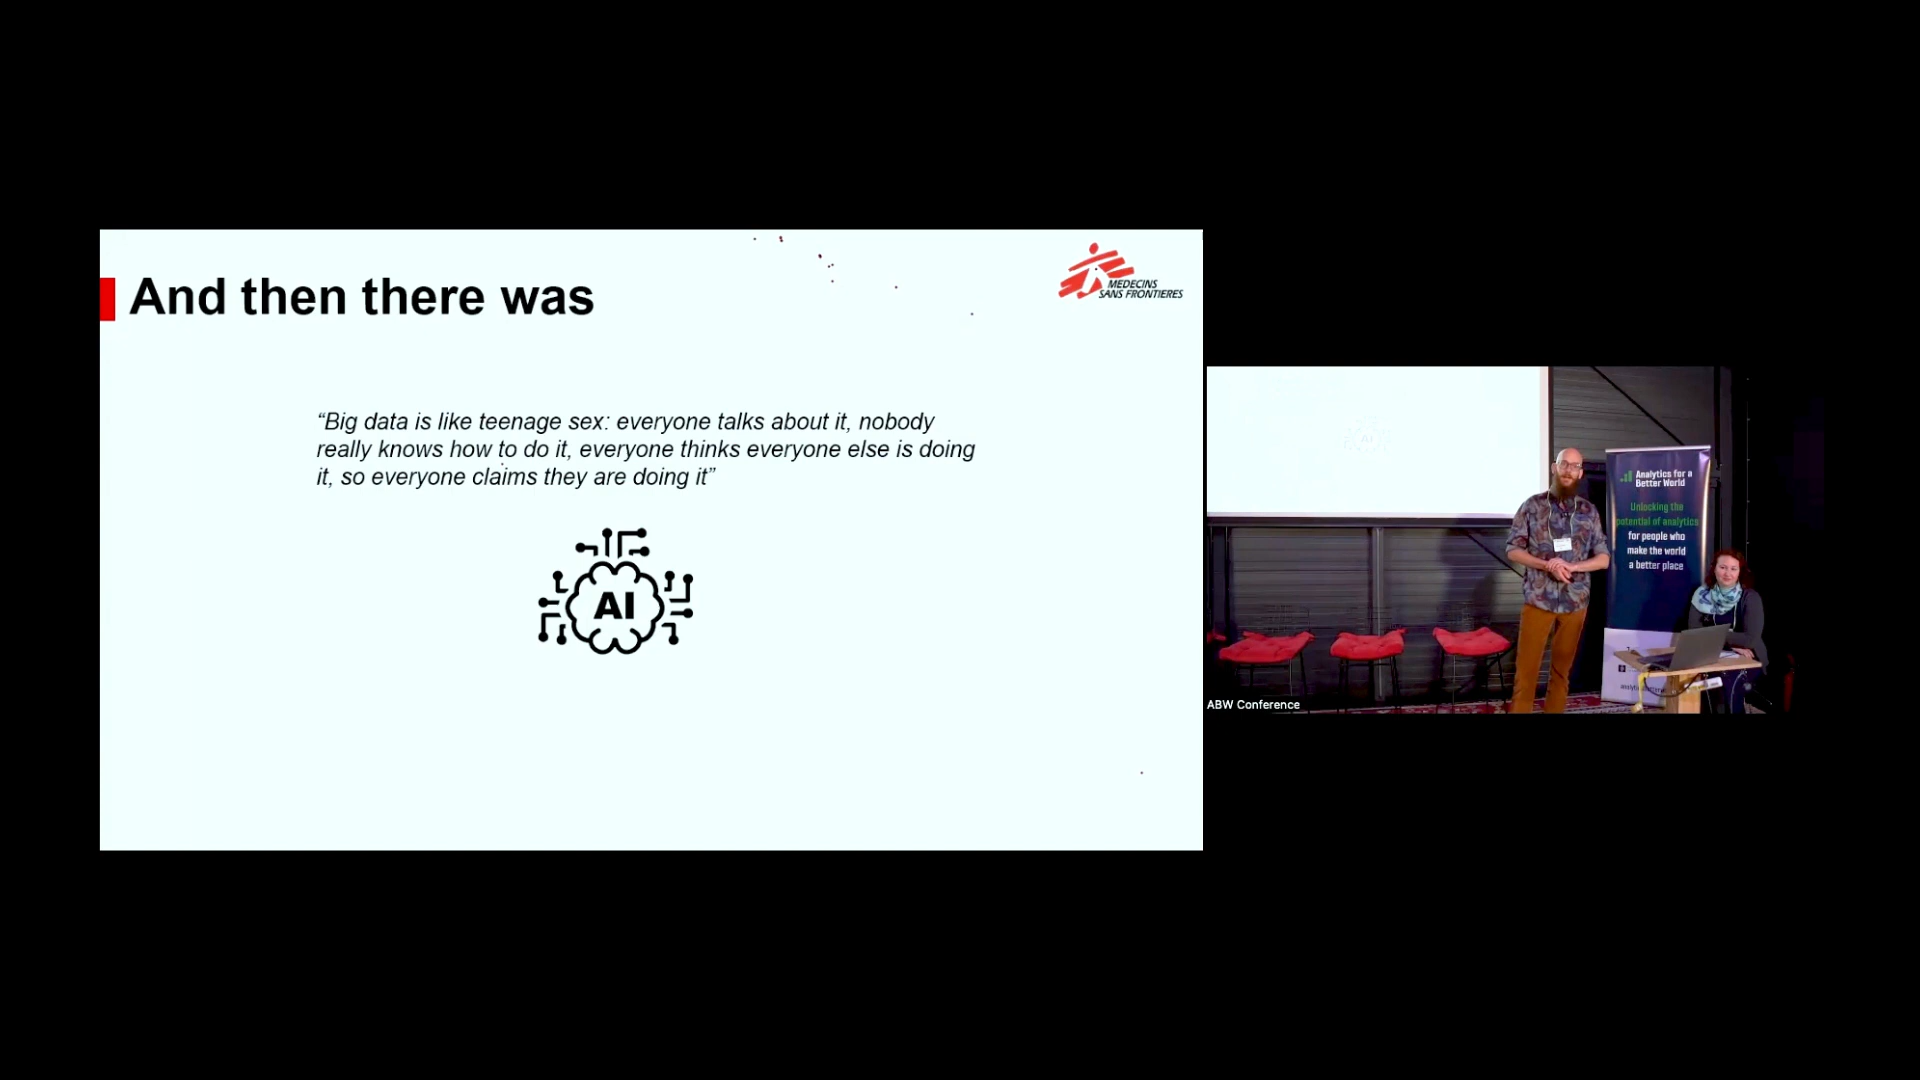 And then there was
MEDECINS
SANS FRONTIERES
“Big data is like teenage sex: everyone talks about it, nobody
really knows how to do it, everyone thinks everyone else is doing
it, so everyone claims they are doing it”
AI
Analytics for a
Better World
Unlocking the
potential of analytics
for people who
make the world
a better place
ABW Conference